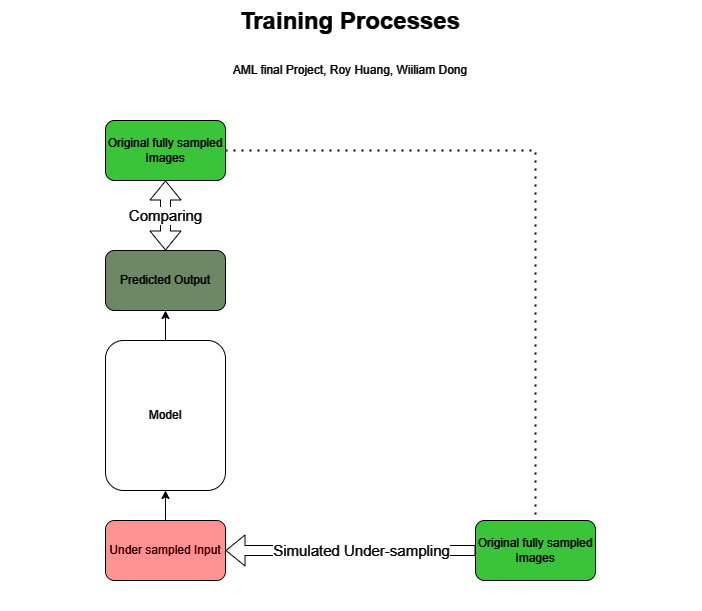 Training Processes
AML final Project, Roy Huang, Wiiliam Dong
Original fully sampled
Images
Comparing
Predicted Output
Model
Under sampled Input
Simulated Under-sampling
Original fully sampled
Images